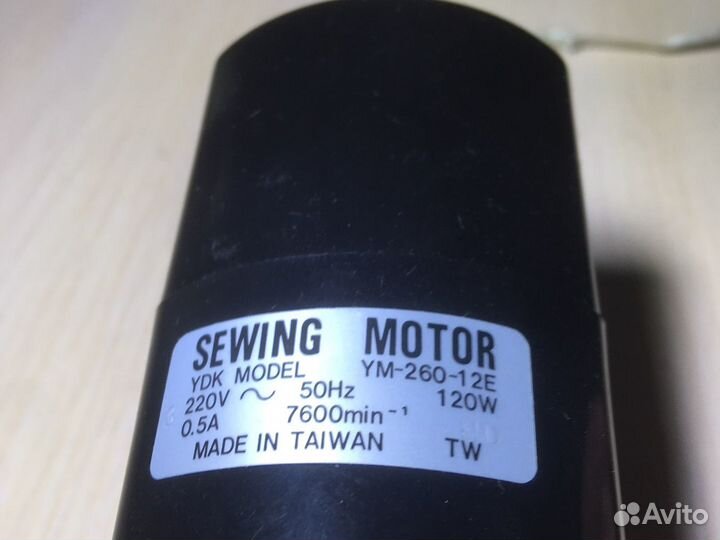 SEWING MOTOR
YDK MODEL YM-260-12E
220V ~ 50Hz 120W
0.5A 7600min⁻¹
MADE IN TAIWAN TW
Avito